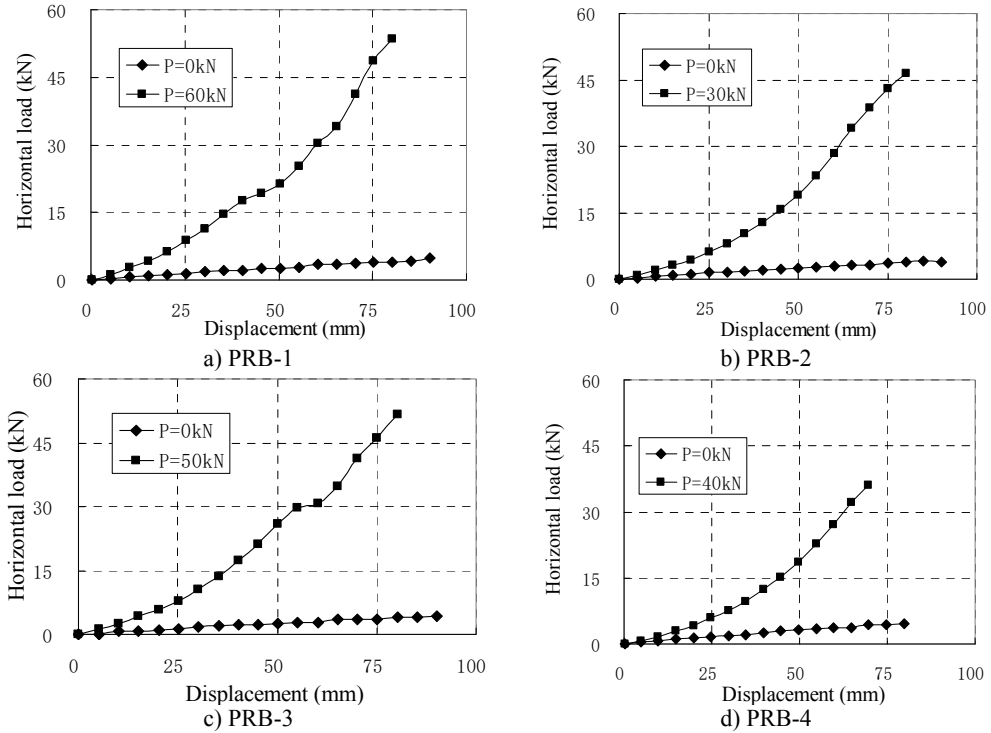 60
45
30
15
0
Horizontal load (kN)
P=0kN
P=60kN
0 25 50 75 100
Displacement (mm)
a) PRB-1
60
45
30
15
0
Horizontal load (kN)
P=0kN
P=30kN
0 25 50 75 100
Displacement (mm)
b) PRB-2
60
45
30
15
0
Horizontal load (kN)
P=0kN
P=50kN
0 25 50 75 100
Displacement (mm)
c) PRB-3
60
45
30
15
0
Horizontal load (kN)
P=0kN
P=40kN
0 25 50 75 100
Displacement (mm)
d) PRB-4